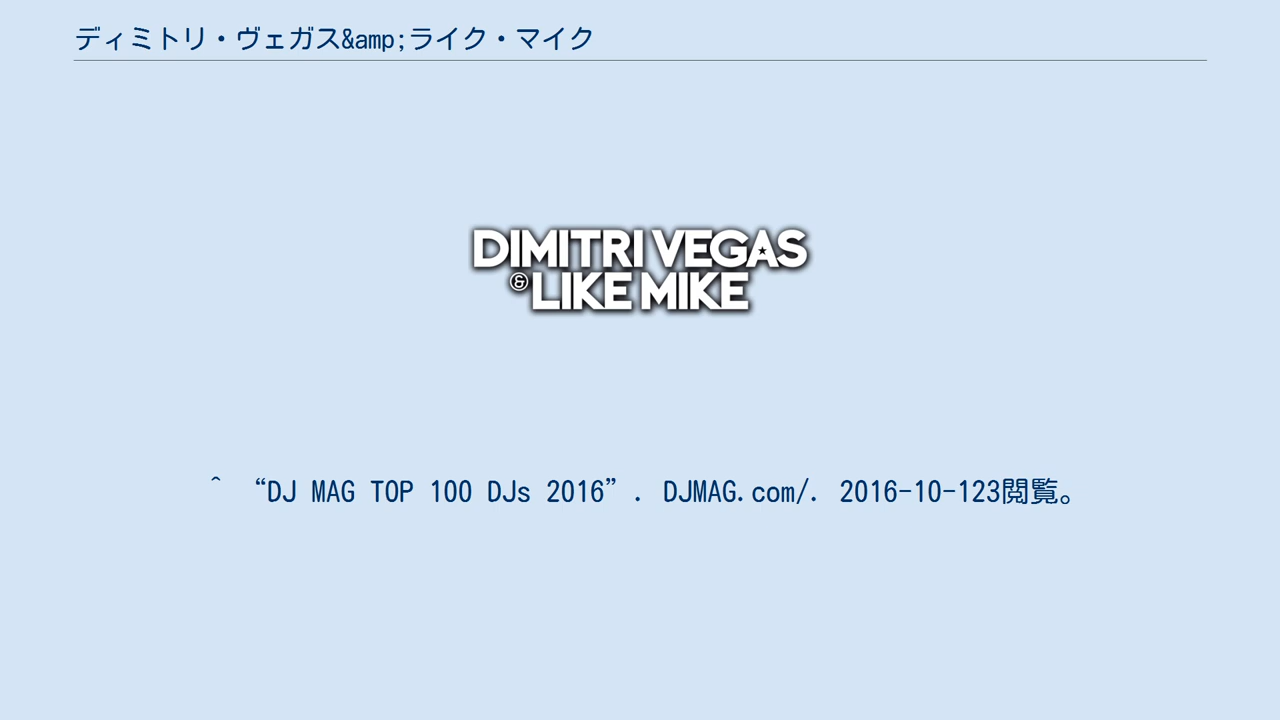 ディミトリ・ヴェガス&amp;ライク・マイク
DIMITRI VEGAS
& LIKE MIKE
^ “DJ MAG TOP 100 DJs 2016”. DJMAG.com/. 2016-10-123閲覧。